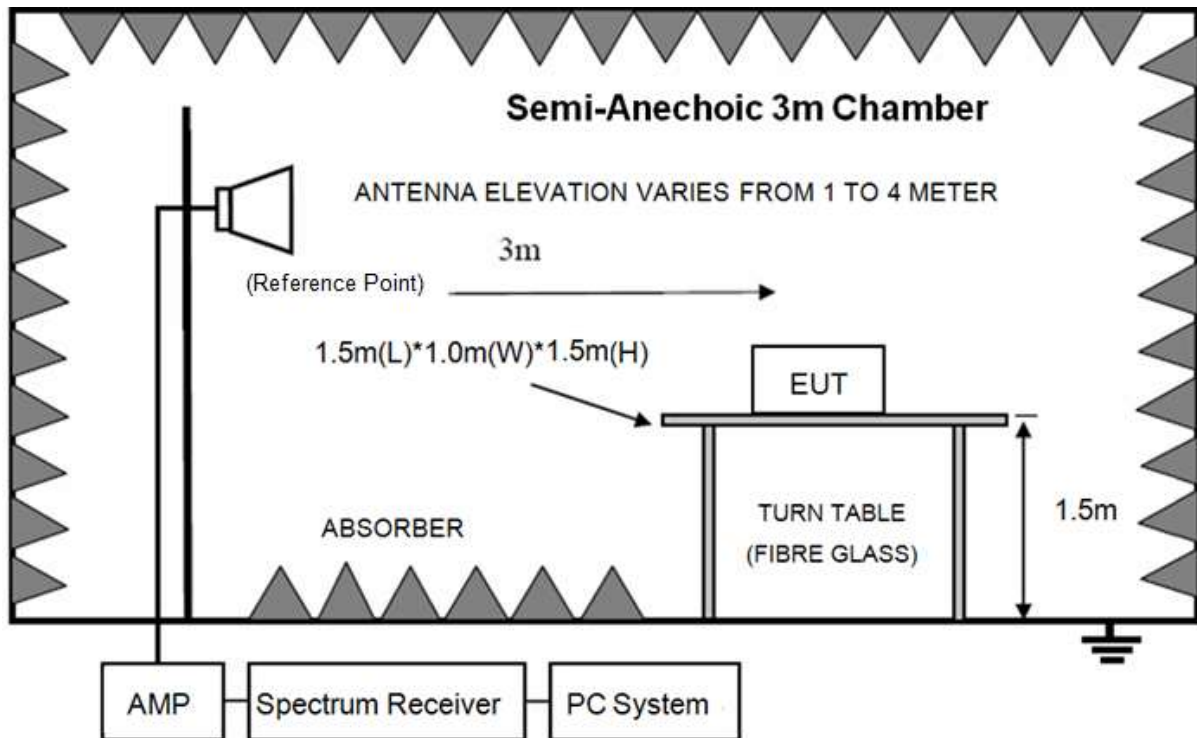 Semi-Anechoic 3m Chamber
ANTENNA ELEVATION VARIES FROM 1 TO 4 METER
3m
(Reference Point)
1.5m(L)*1.0m(W)*1.5m(H)
EUT
ABSORBER
TURN TABLE
(FIBRE GLASS)
1.5m
AMP
Spectrum Receiver
PC System